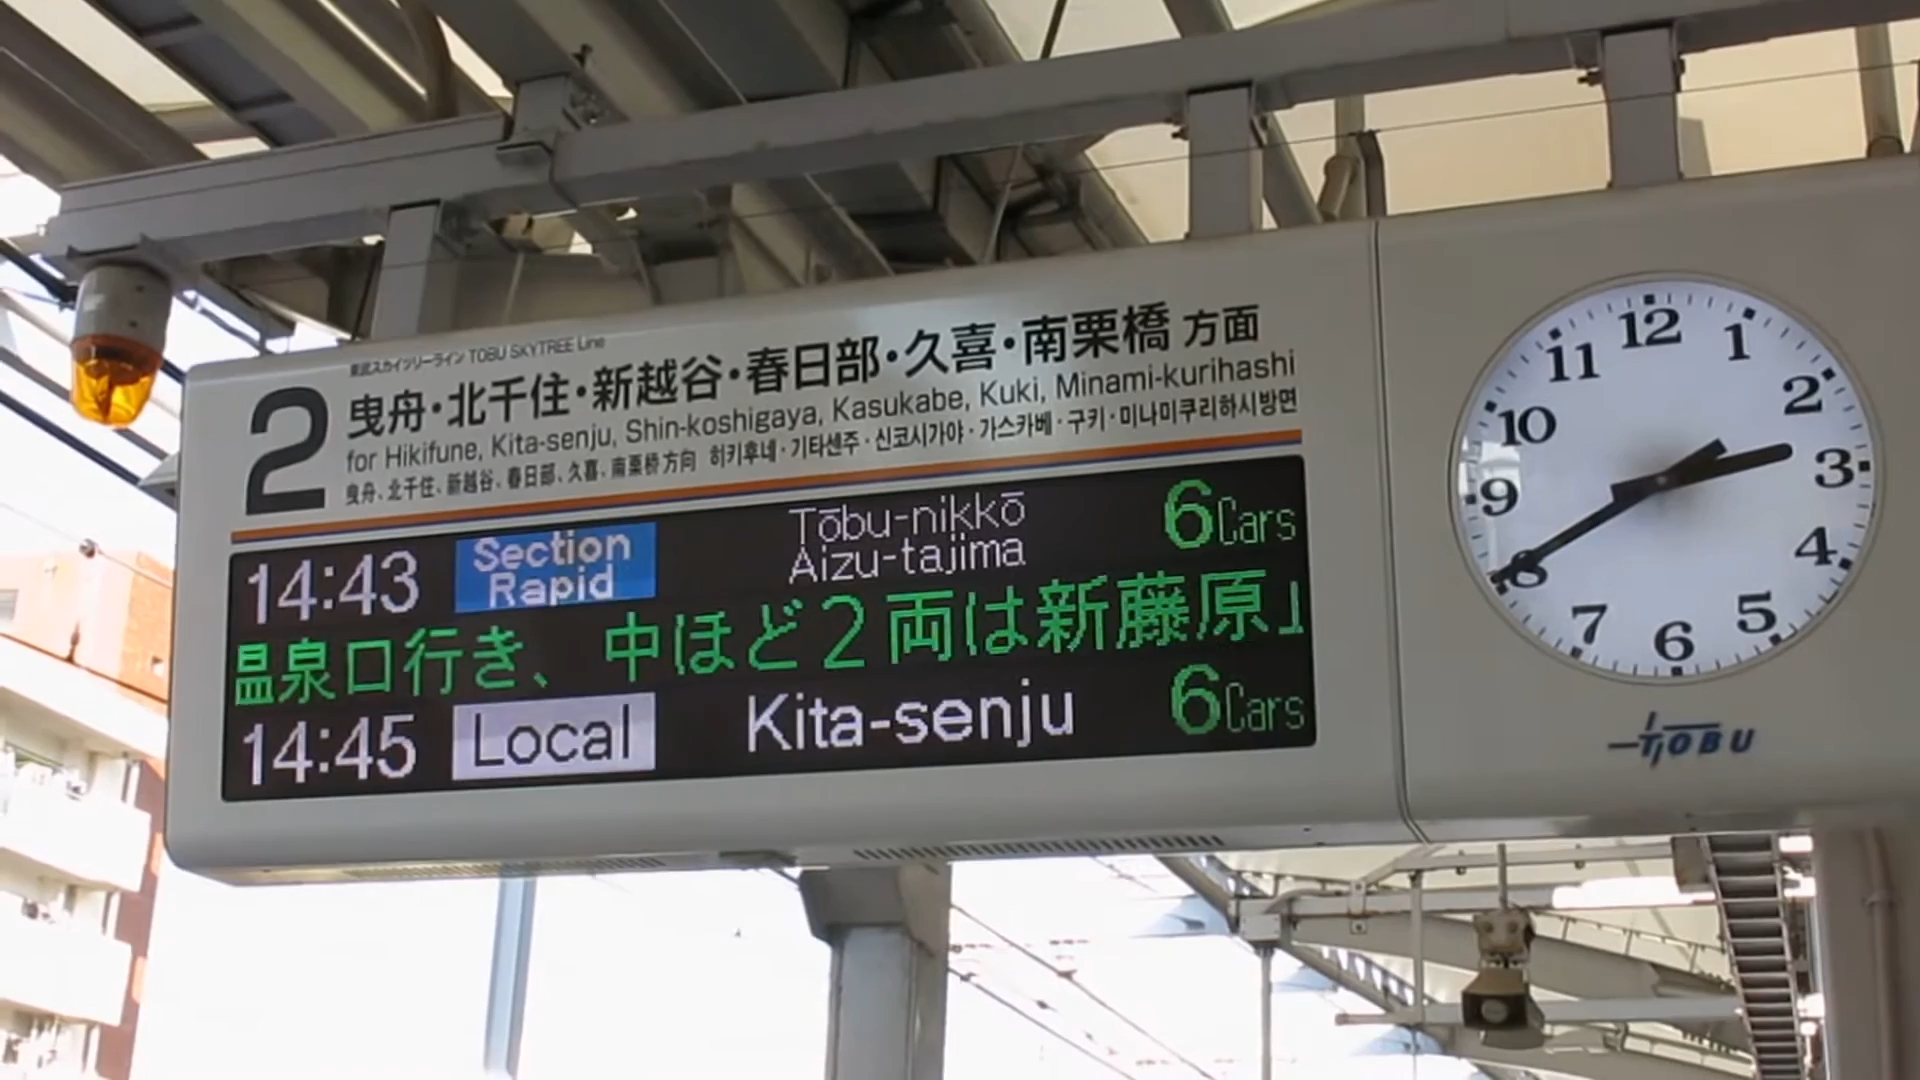 東武スカイツリーライン TOBU SKYTREE Line
2
曳舟・北千住・新越谷・春日部・久喜・南栗橋 方面
for Hikifune, Kita-senju, Shin-koshigaya, Kasukabe, Kuki, Minami-kurihashi
曳舟、北千住、新越谷、春日部、久喜、南栗桥方向 히키후네・기타센주・신코시가야・가스카베・구키・미나미쿠리하시방면
14:43 Section Rapid Tōbu-nikkō Aizu-tajima 6Cars
温泉口行き、中ほど2両は新藤原
14:45 Local Kita-senju 6Cars
12
1
2
3
4
5
6
7
8
9
10
11
TOBU